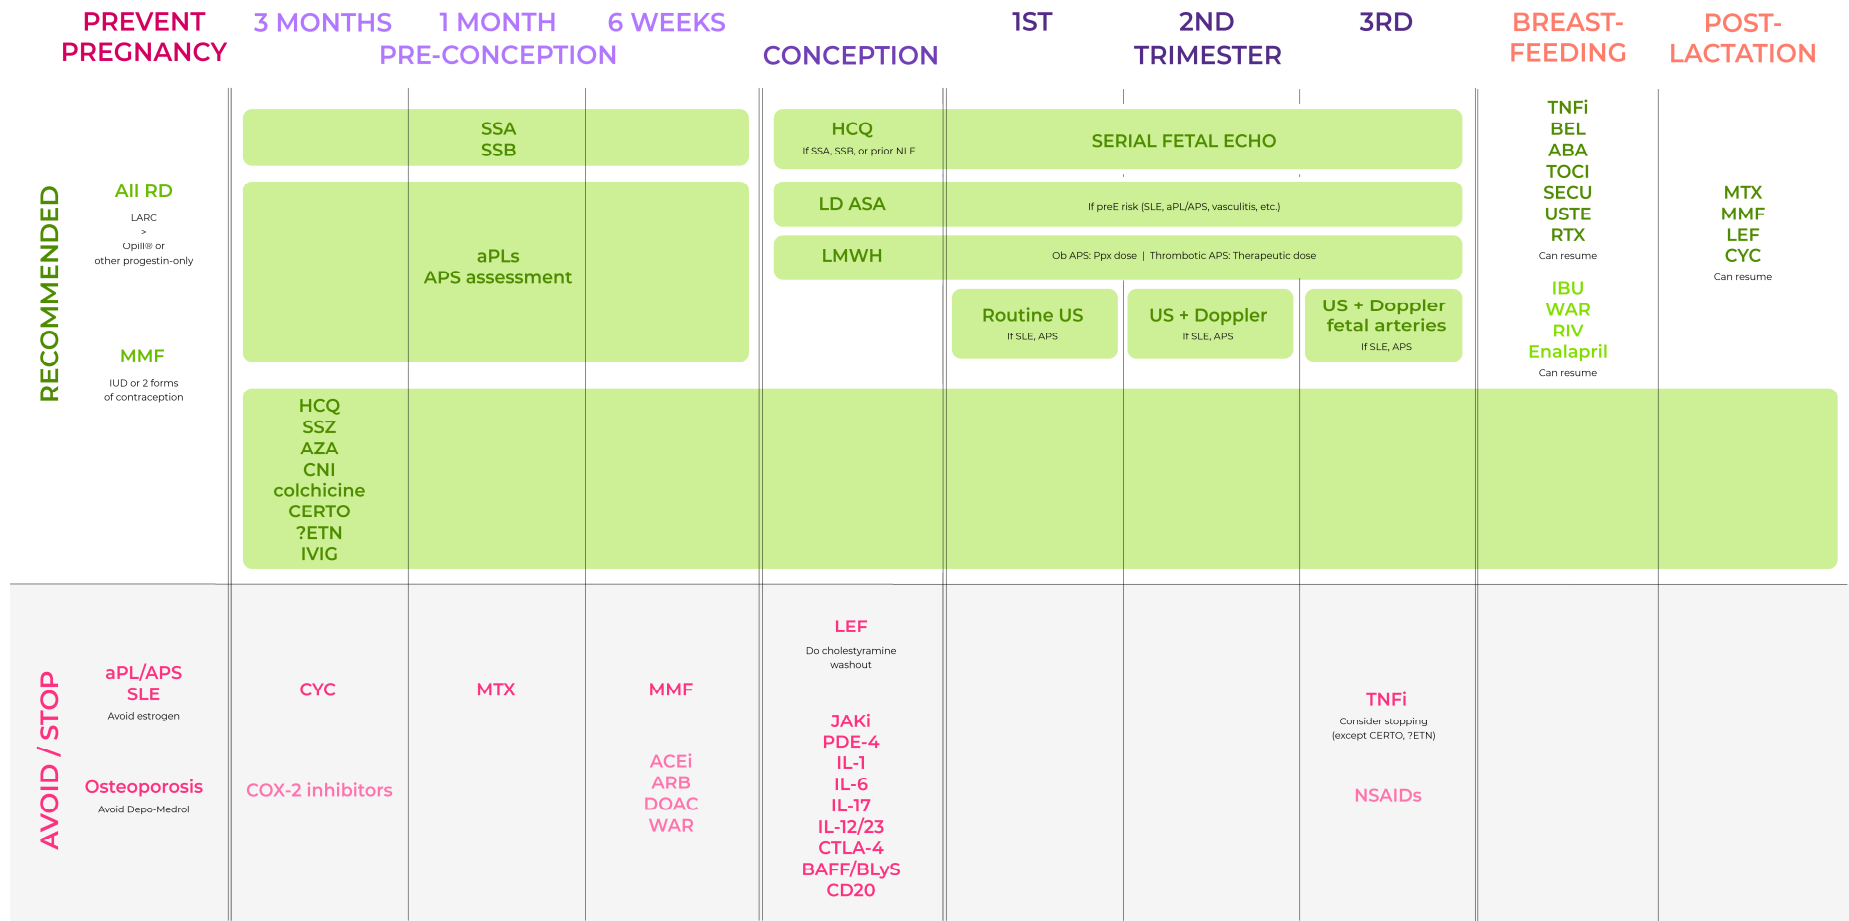 PREVENT
PREGNANCY
3 MONTHS
1 MONTH
6 WEEKS
PRE-CONCEPTION
CONCEPTION
1ST
2ND
3RD
TRIMESTER
BREAST-
FEEDING
POST-
LACTATION
RECOMMENDED
All RD
LARC
>
Opill® or
other progestin-only
MMF
IUD or 2 forms
of contraception
SSA
SSB
aPLs
APS assessment
HCQ
If SSA, SSB, or prior NLE
SERIAL FETAL ECHO
LD ASA
If preE risk (SLE, aPL/APS, vasculitis, etc.)
LMWH
Ob APS: Ppx dose | Thrombotic APS: Therapeutic dose
Routine US
If SLE, APS
US + Doppler
If SLE, APS
US + Doppler
fetal arteries
If SLE, APS
TNFi
BEL
ABA
TOCI
SECU
USTE
RTX
Can resume
IBU
WAR
RIV
Enalapril
Can resume
MTX
MMF
LEF
CYC
Can resume
HCQ
SSZ
AZA
CNI
colchicine
CERTO
?ETN
IVIG
AVOID / STOP
aPL/APS
SLE
Avoid estrogen
Osteoporosis
Avoid Depo-Medrol
CYC
COX-2 inhibitors
MTX
MMF
ACEi
ARB
DOAC
WAR
LEF
Do cholestyramine
washout
JAKi
PDE-4
IL-1
IL-6
IL-17
IL-12/23
CTLA-4
BAFF/BLyS
CD20
TNFi
Consider stopping
(except CERTO, ?ETN)
NSAIDs